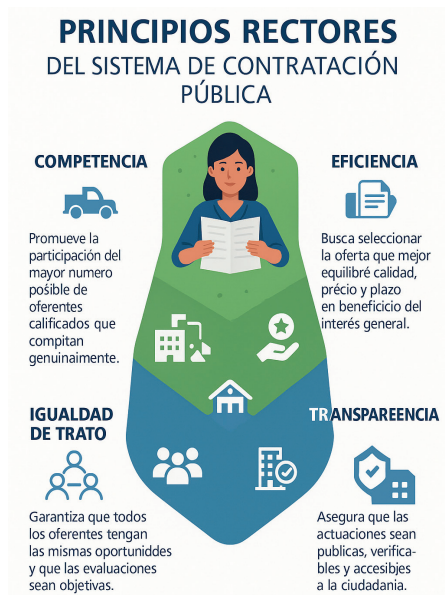 PRINCIPIOS RECTORES
DEL SISTEMA DE CONTRATACIÓN
PÚBLICA
COMPETENCIA
Promueve la
participación del
mayor numero
pośible de
oferentes
calificados que
compitan
genuinaimente.
EFICIENCIA
Busca seleccionar
la oferta que mejor
equilibré calidad,
précio y plazo
en beneficicio del
interés general.
IGUALDAD
DE TRATO
Garantiza que todos
los oferentes tengan
las mismas oportuniddes
y que las evaluaciones
sean objetivas.
TRANSPAREENCIA
Asegura que las
actuaciones sean
publicas, verifica-
bles y accesibjes
a la ciudadania.